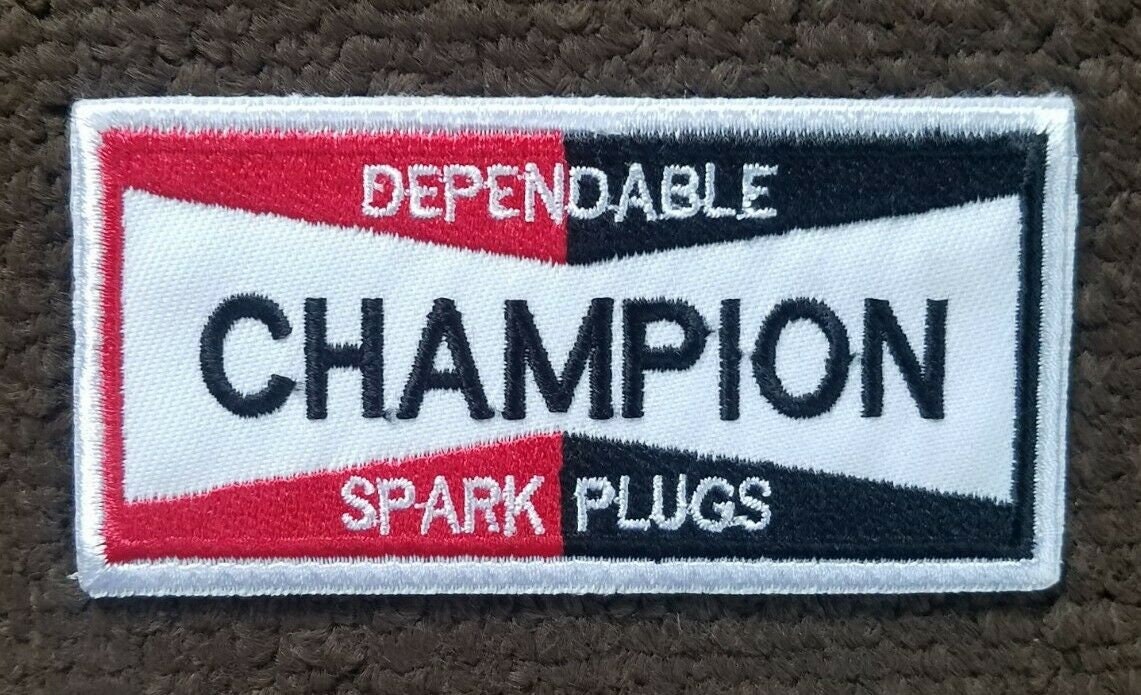 DEPENDABLE
CHAMPION
SPARK PLUGS